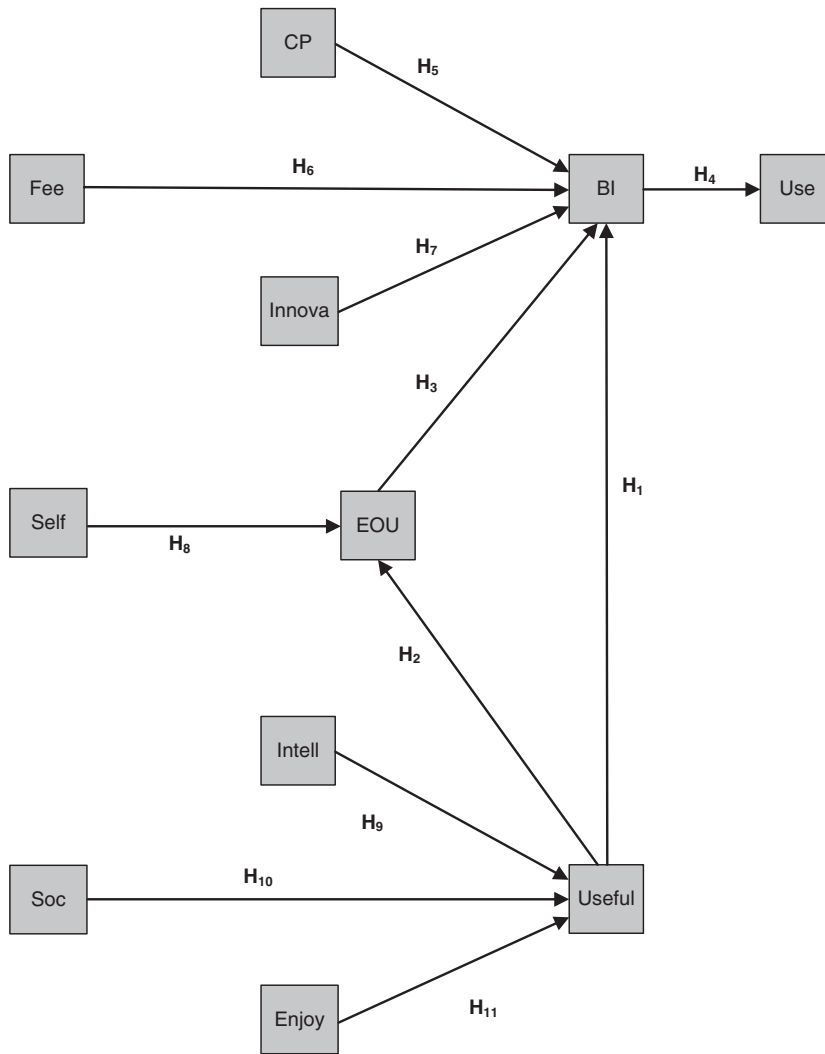 CP
H₅
Fee
H₆
BI
H₄
Use
H₇
Innova
H₃
H₁
Self
H₈
EOU
H₂
Intell
H₉
Soc
H₁₀
Useful
Enjoy
H₁₁